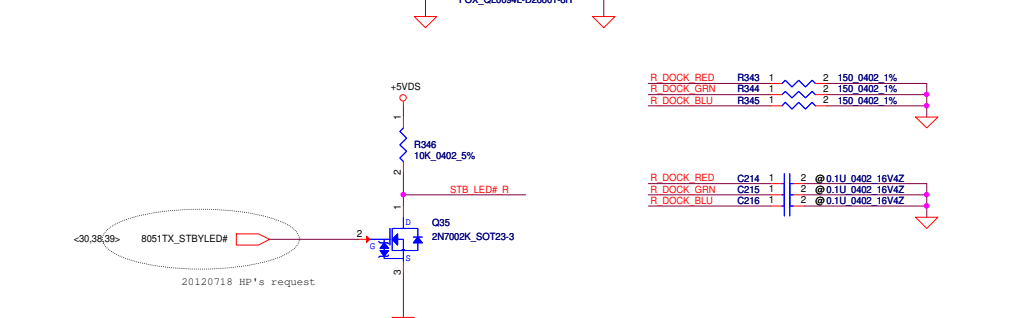 +5VDS
1
R346
10K_0402_5%
2
STB_LED#_R
1
D
Q35
2N7002K_SOT23-3
2
G
S
3
<30,38,39>
8051TX_STBYLED#
20120718 HP's request
R_DOCK_RED R343 1 2 150_0402_1%
R_DOCK_GRN R344 1 2 150_0402_1%
R_DOCK_BLU R345 1 2 150_0402_1%
R_DOCK_RED C214 1 2 @0.1U_0402_16V4Z
R_DOCK_GRN C215 1 2 @0.1U_0402_16V4Z
R_DOCK_BLU C216 1 2 @0.1U_0402_16V4Z